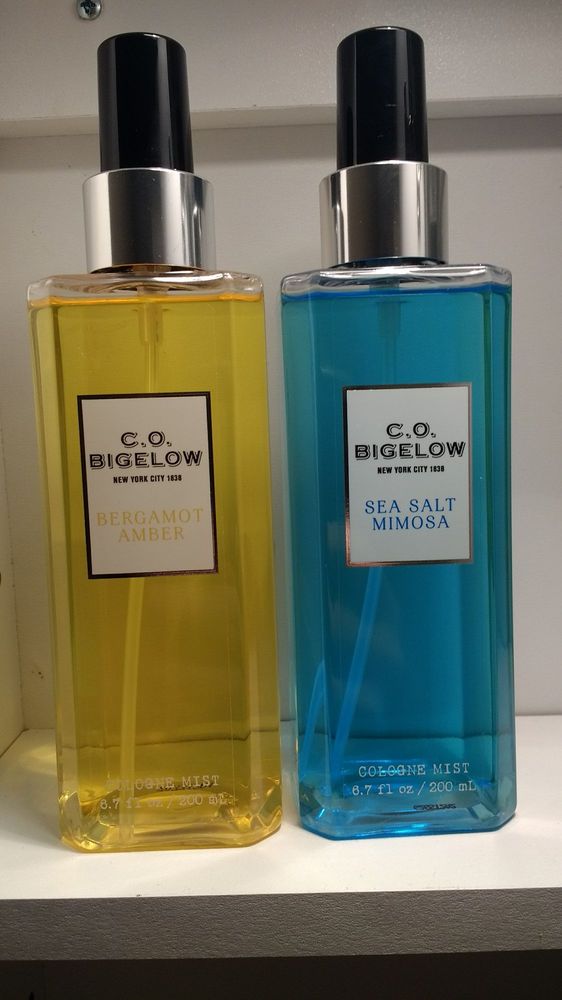 C.O.
BIGELOW
NEW YORK CITY 1838
BERGAMOT
AMBER
COLOGNE MIST
6.7 fl oz / 200 mL
C.O.
BIGELOW
NEW YORK CITY 1838
SEA SALT
MIMOSA
COLOGNE MIST
6.7 fl oz / 200 mL